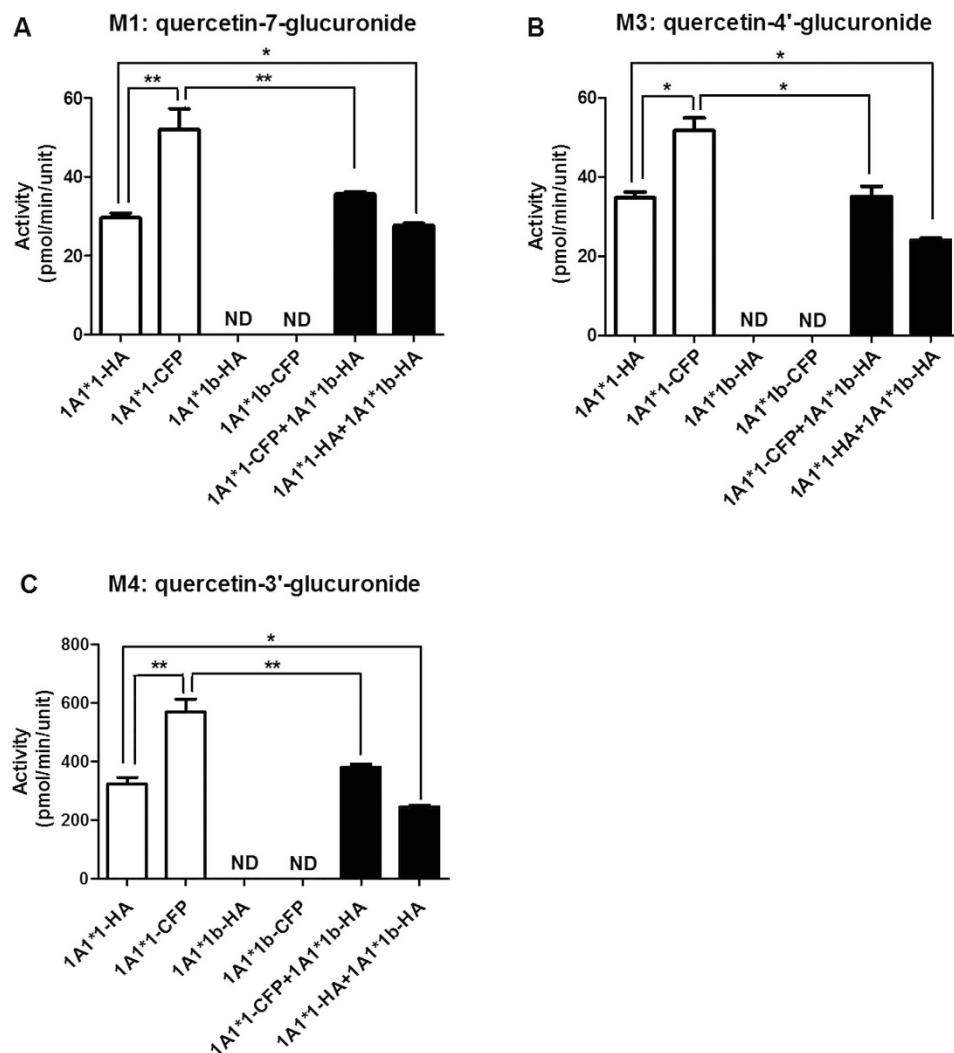 A
M1: quercetin-7-glucuronide
*
**
**
60
40
20
0
Activity
(pmol/min/unit)
ND
ND
1A1*1-HA
1A1*1-CFP
1A1*1b-HA
1A1*1b-CFP
1A1*1-CFP+1A1*1b-HA
1A1*1-HA+1A1*1b-HA
B
M3: quercetin-4'-glucuronide
*
*
*
60
40
20
0
Activity
(pmol/min/unit)
ND
ND
1A1*1-HA
1A1*1-CFP
1A1*1b-HA
1A1*1b-CFP
1A1*1-CFP+1A1*1b-HA
1A1*1-HA+1A1*1b-HA
C
M4: quercetin-3'-glucuronide
*
**
**
800
600
400
200
0
Activity
(pmol/min/unit)
ND
ND
1A1*1-HA
1A1*1-CFP
1A1*1b-HA
1A1*1b-CFP
1A1*1-CFP+1A1*1b-HA
1A1*1-HA+1A1*1b-HA